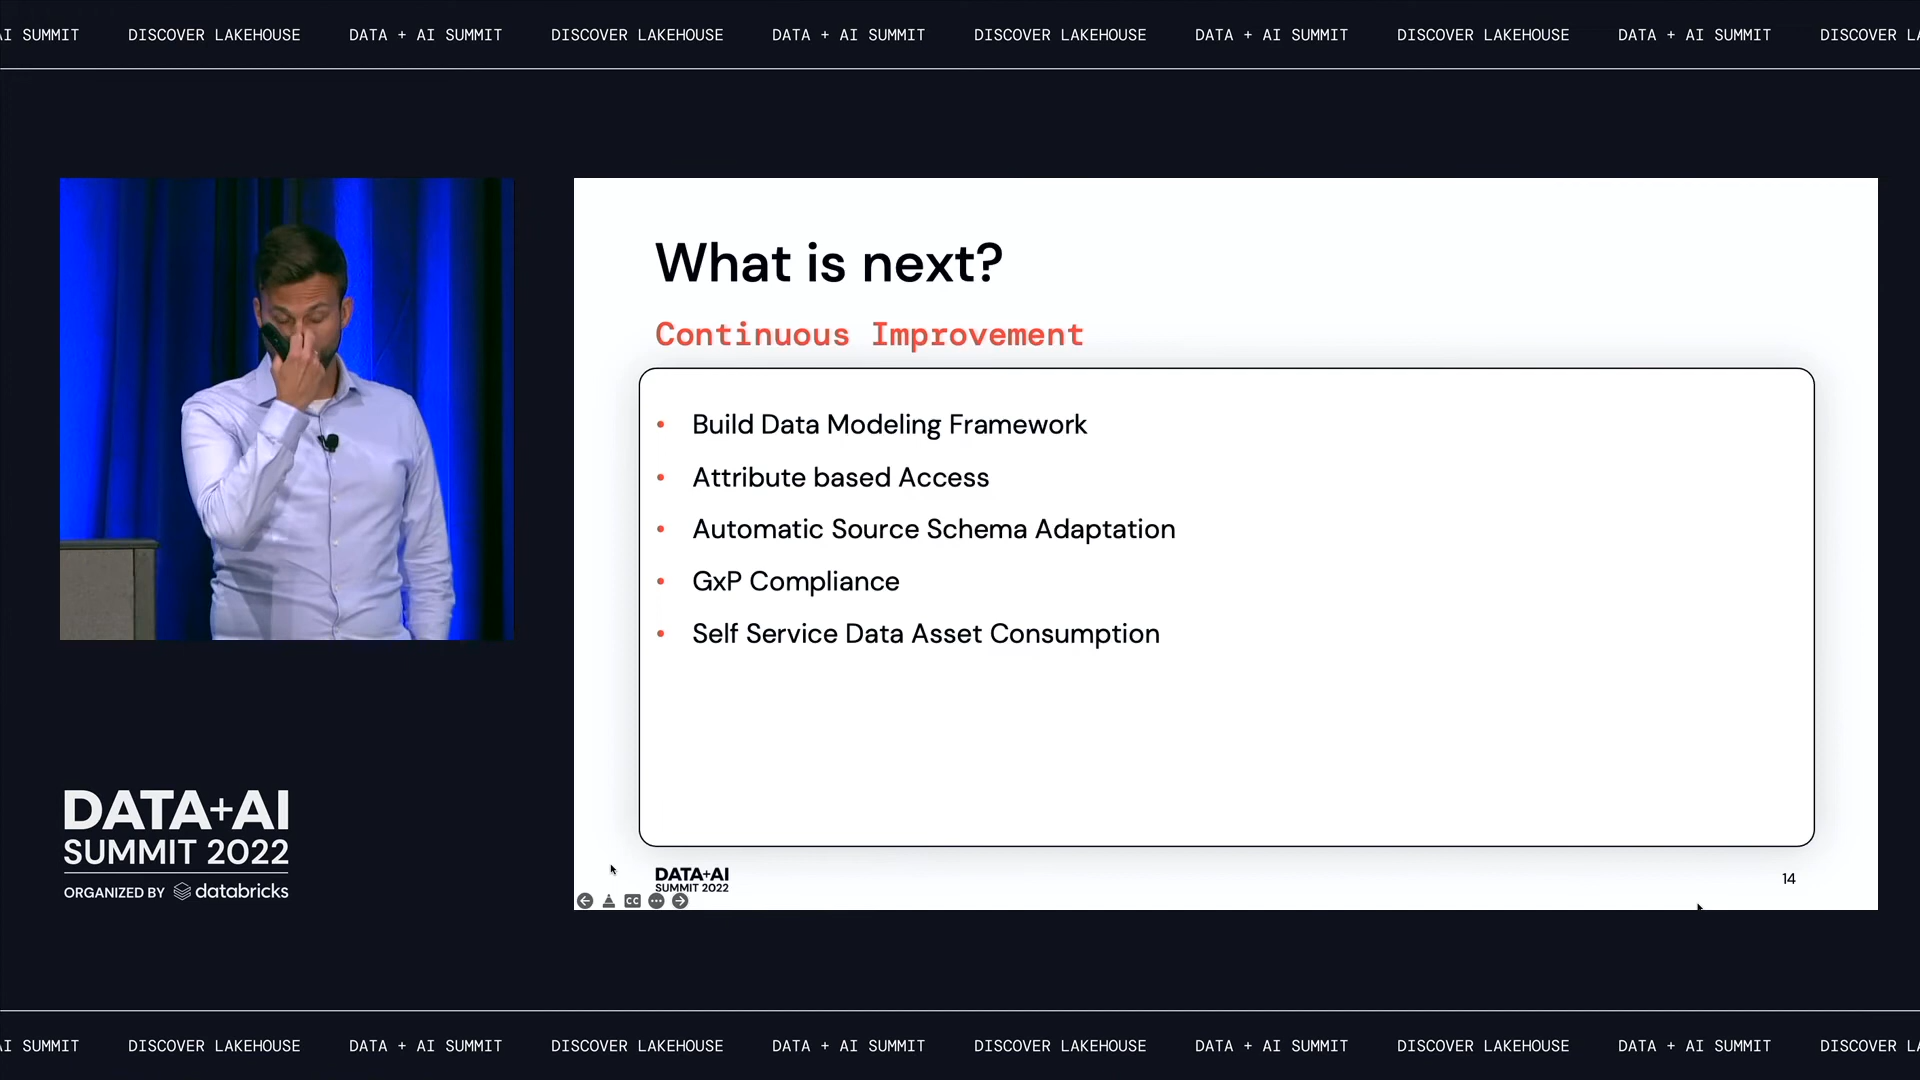 AI SUMMIT DISCOVER LAKEHOUSE DATA + AI SUMMIT DISCOVER LAKEHOUSE DATA + AI SUMMIT DISCOVER LAKEHOUSE DATA + AI SUMMIT DISCOVER LAKEHOUSE DATA + AI SUMMIT DISCOVER LA
What is next?
Continuous Improvement
• Build Data Modeling Framework
• Attribute based Access
• Automatic Source Schema Adaptation
• GxP Compliance
• Self Service Data Asset Consumption
DATA+AI
SUMMIT 2022
14
CC
DATA+AI
SUMMIT 2022
ORGANIZED BY databricks
AI SUMMIT DISCOVER LAKEHOUSE DATA + AI SUMMIT DISCOVER LAKEHOUSE DATA + AI SUMMIT DISCOVER LAKEHOUSE DATA + AI SUMMIT DISCOVER LAKEHOUSE DATA + AI SUMMIT DISCOVER LA